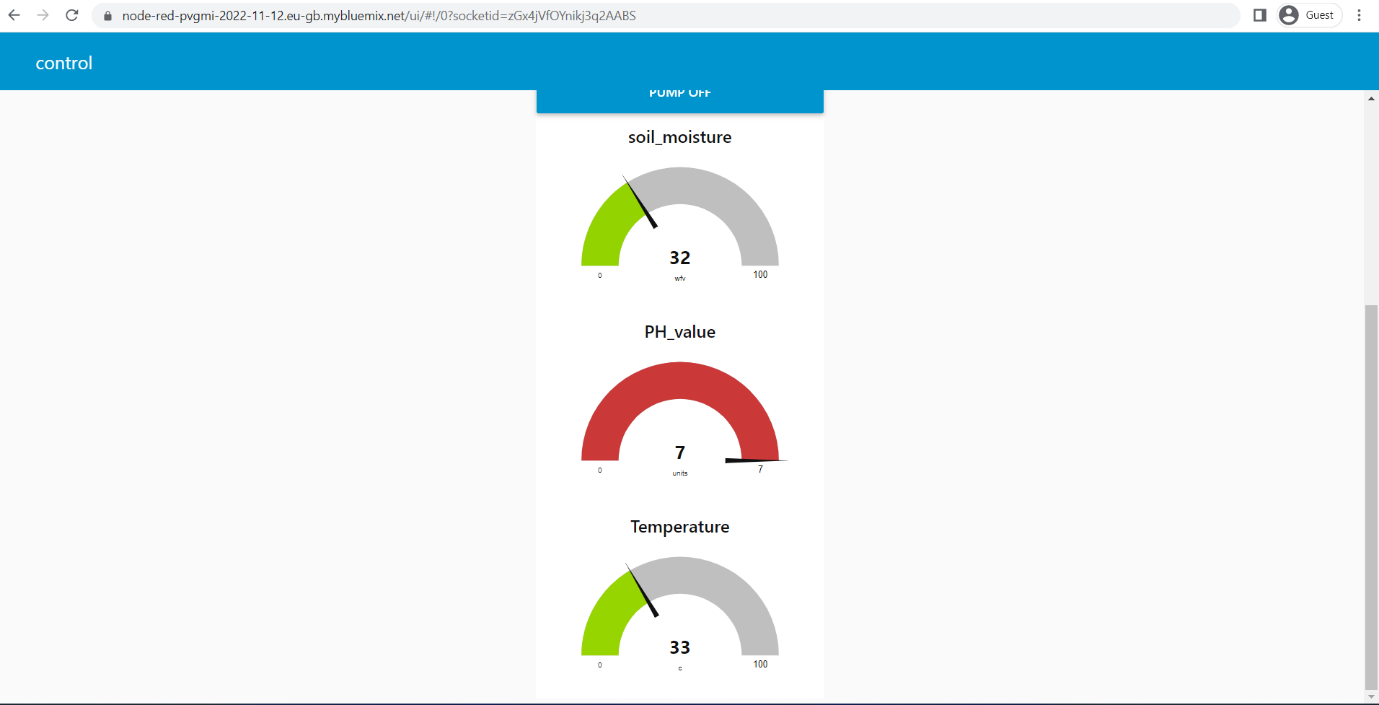 node-red-pvgmi-2022-11-12.eu-gb.mybluemix.net/ui/#!/0?socketid=zGx4jVfOYnikj3q2AABS
Guest
control
PUMP OFF
soil_moisture
32
wfv
0
100
PH_value
7
units
0
7
Temperature
33
c
0
100